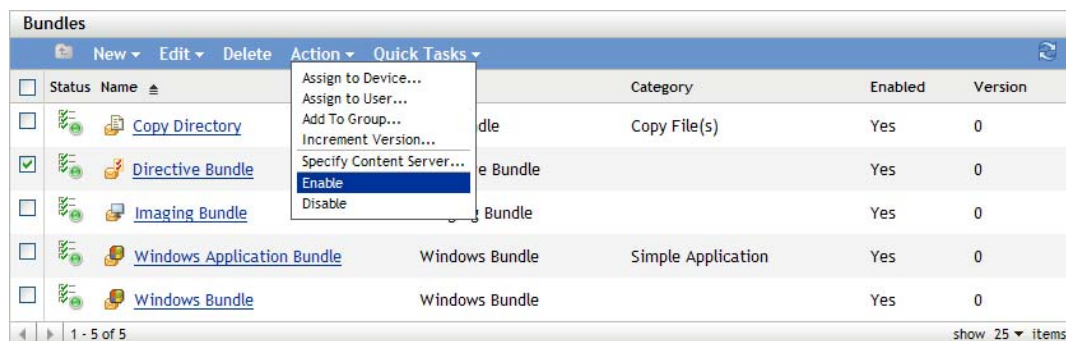 Bundles
New Edit Delete Action Quick Tasks
Status Name Category Enabled Version
Assign to Device...
Assign to User...
Add To Group...
Increment Version...
Specify Content Server...
Enable
Disable
Copy Directory Copy File(s) Yes 0
Directive Bundle Bundle Yes 0
Imaging Bundle Bundle Yes 0
Windows Application Bundle Windows Bundle Simple Application Yes 0
Windows Bundle Windows Bundle Yes 0
1 - 5 of 5 show 25 items